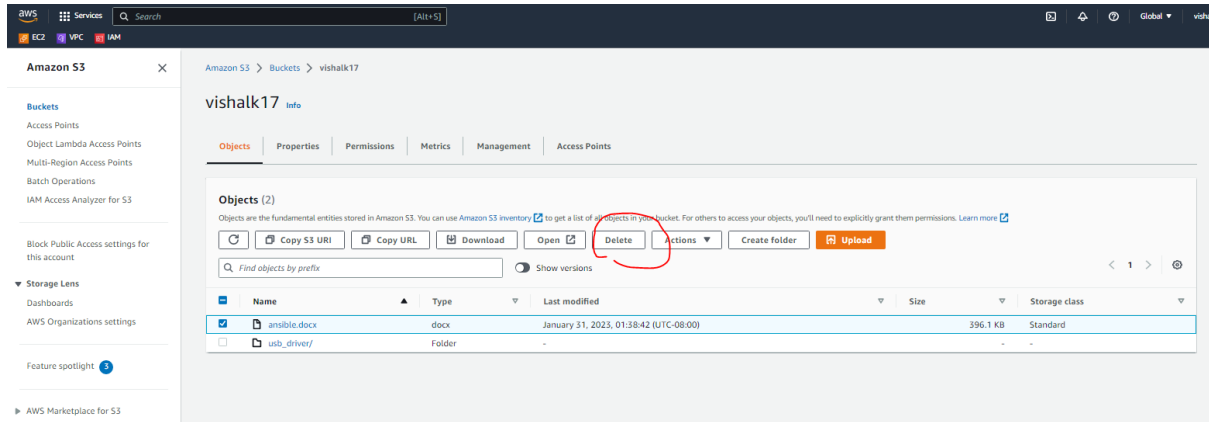 aws Services Search [Alt+S] Global ▼
EC2 VPC IAM
Amazon S3
Buckets
Access Points
Object Lambda Access Points
Multi-Region Access Points
Batch Operations
IAM Access Analyzer for S3
Block Public Access settings for
this account
Storage Lens
Dashboards
AWS Organizations settings
Feature spotlight 3
AWS Marketplace for S3
Amazon S3 > Buckets > vishalk17
vishalk17 Info
Objects Properties Permissions Metrics Management Access Points
Objects (2)
Objects are the fundamental entities stored in Amazon S3. You can use Amazon S3 inventory to get a list of all objects in your bucket. For others to access your objects, you'll need to explicitly grant them permissions. Learn more
Copy S3 URI Copy URL Download Open Delete Actions ▼ Create folder Upload
Find objects by prefix Show versions < 1 >
Name Type Last modified Size Storage class
ansible.docx docx January 31, 2023, 01:38:42 (UTC-08:00) 396.1 KB Standard
usb_driver/ Folder - - -